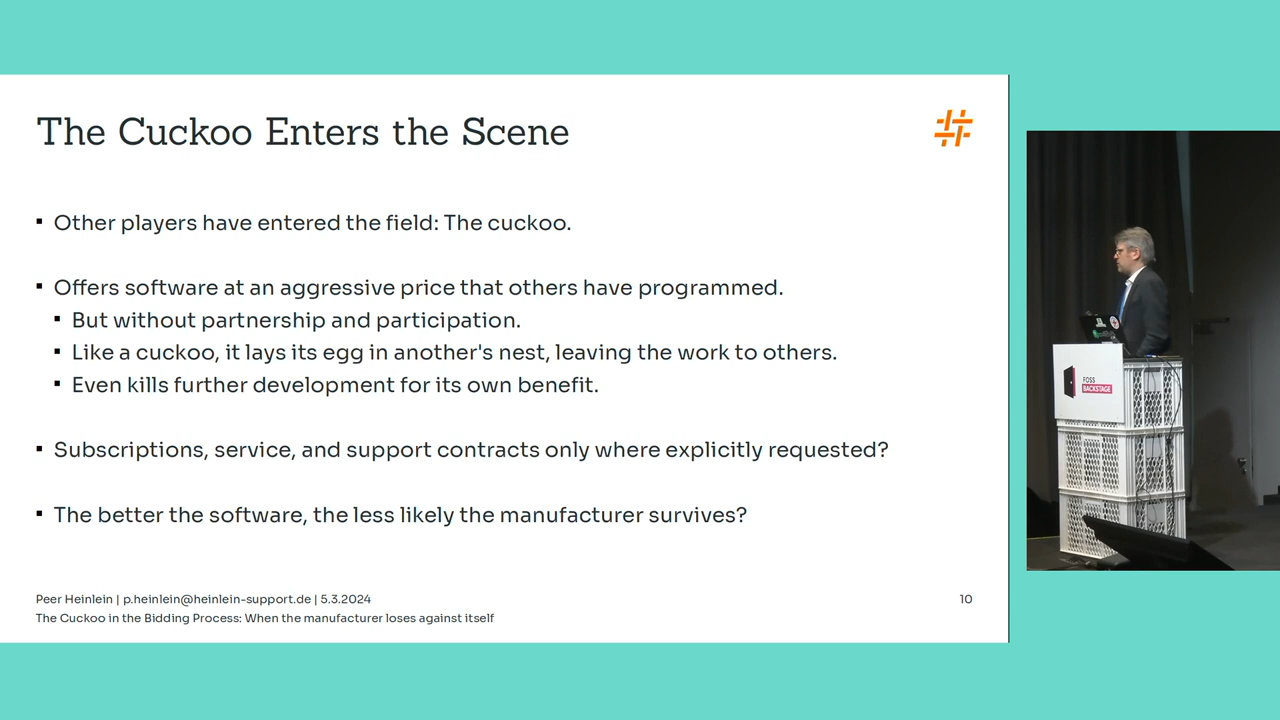 The Cuckoo Enters the Scene
▪ Other players have entered the field: The cuckoo.
▪ Offers software at an aggressive price that others have programmed.
▪ But without partnership and participation.
▪ Like a cuckoo, it lays its egg in another's nest, leaving the work to others.
▪ Even kills further development for its own benefit.
▪ Subscriptions, service, and support contracts only where explicitly requested?
▪ The better the software, the less likely the manufacturer survives?
Peer Heinlein | p.heinlein@heinlein-support.de | 5.3.2024
10
The Cuckoo in the Bidding Process: When the manufacturer loses against itself
FOSS
BACKSTAGE